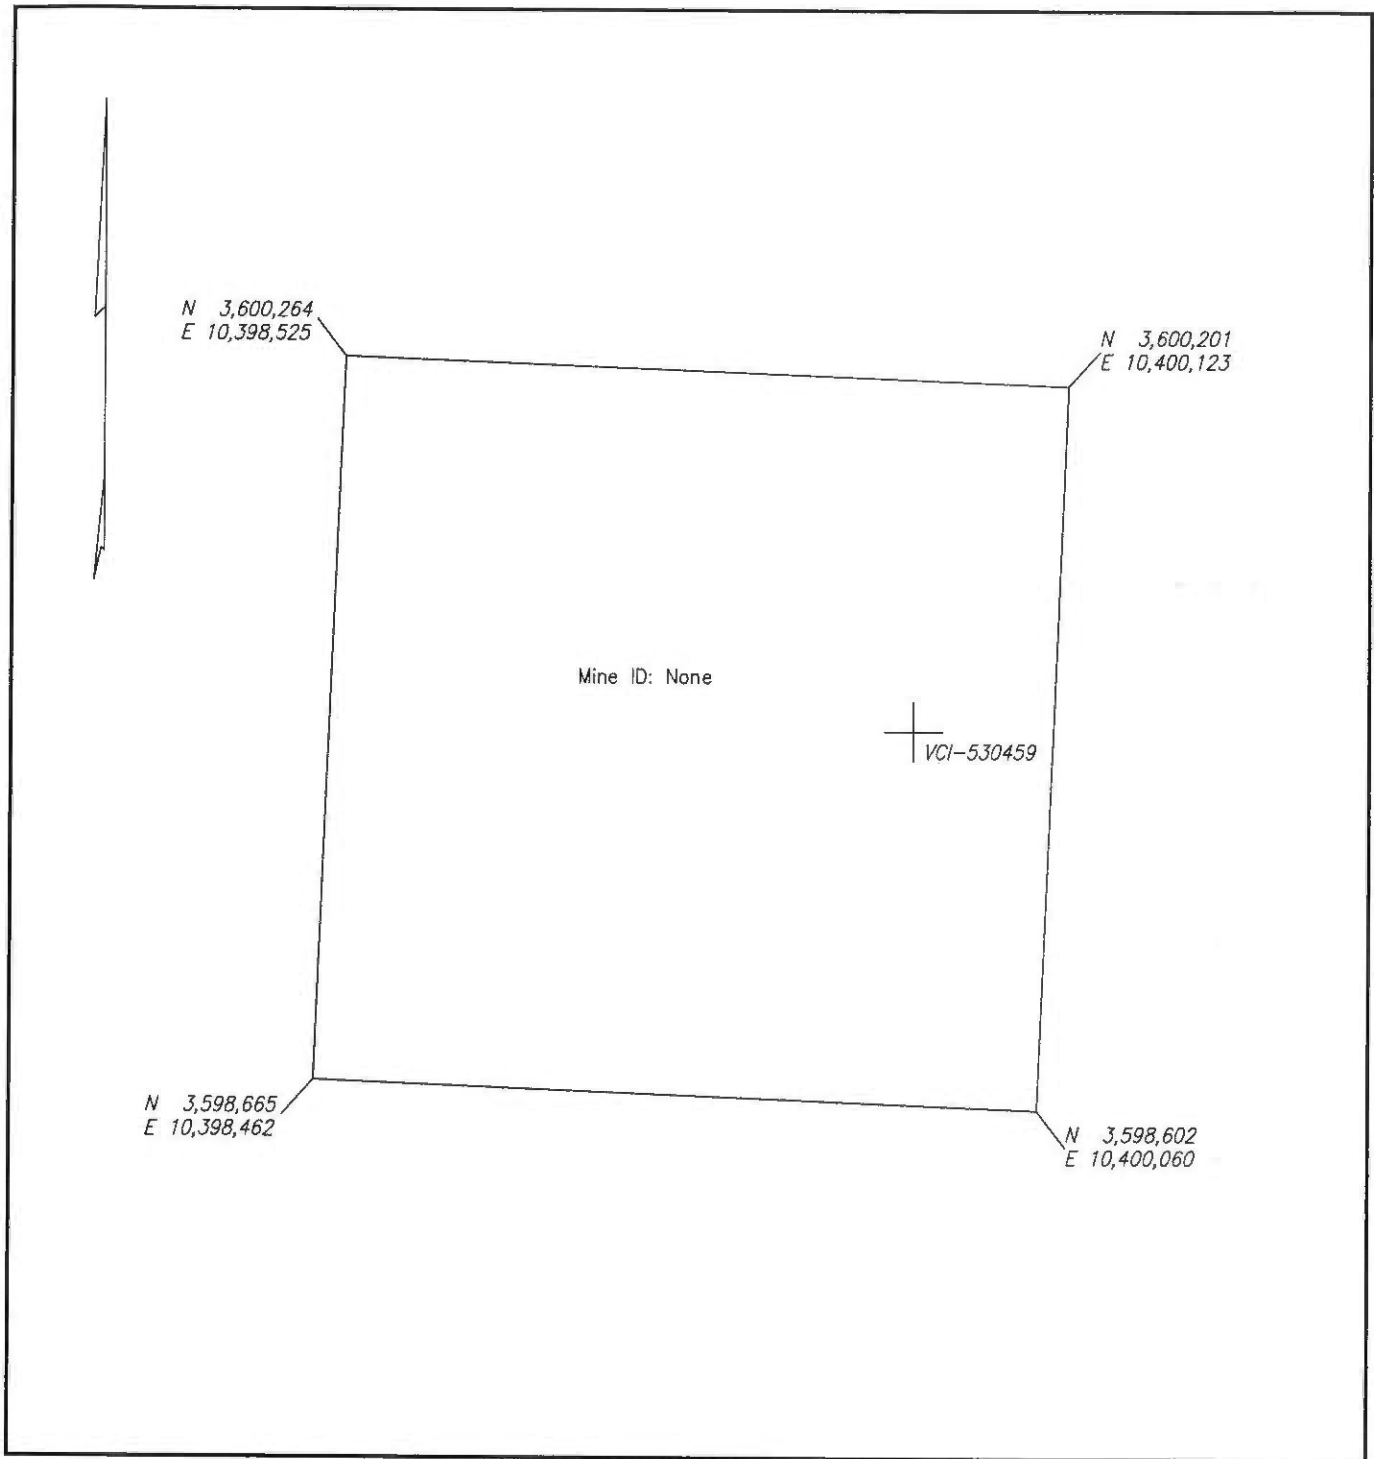 N 3,600,264
E 10,398,525
N 3,600,201
E 10,400,123
Mine ID: None
VCI-530459
N 3,598,665
E 10,398,462
N 3,598,602
E 10,400,060